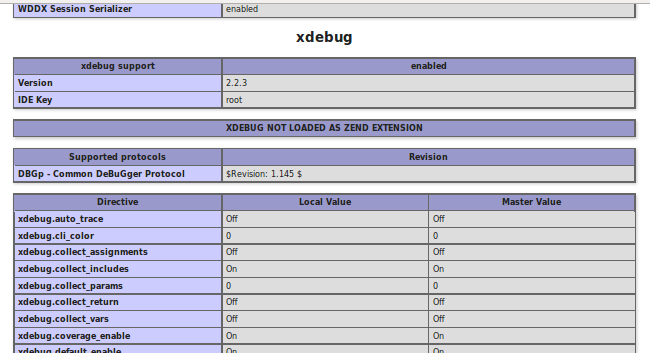 WDDX Session Serializer enabled
xdebug
xdebug support enabled
Version 2.2.3
IDE Key root
XDEBUG NOT LOADED AS ZEND EXTENSION
Supported protocols Revision
DBGp - Common DeBuGger Protocol $Revision: 1.145 $
Directive Local Value Master Value
xdebug.auto_trace Off Off
xdebug.cli_color 0 0
xdebug.collect_assignments Off Off
xdebug.collect_includes On On
xdebug.collect_params 0 0
xdebug.collect_return Off Off
xdebug.collect_vars Off Off
xdebug.coverage_enable On On
xdebug.default_enable On On